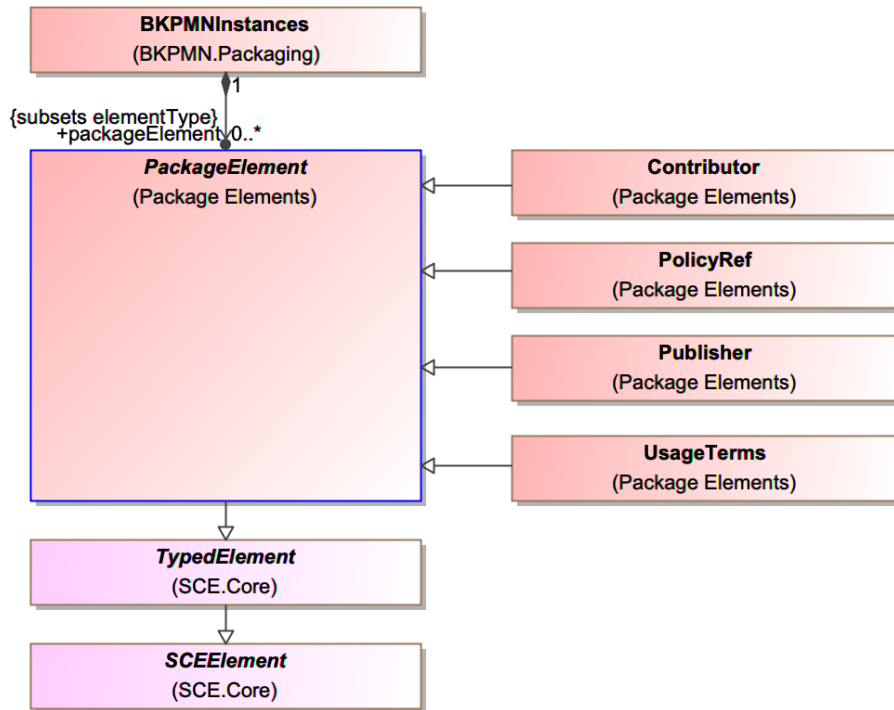 BKPMNInstances
(BKPMN.Packaging)
1
{subsets elementType}
+packageElement 0..*
PackageElement
(Package Elements)
Contributor
(Package Elements)
PolicyRef
(Package Elements)
Publisher
(Package Elements)
UsageTerms
(Package Elements)
TypedElement
(SCE.Core)
SCEElement
(SCE.Core)